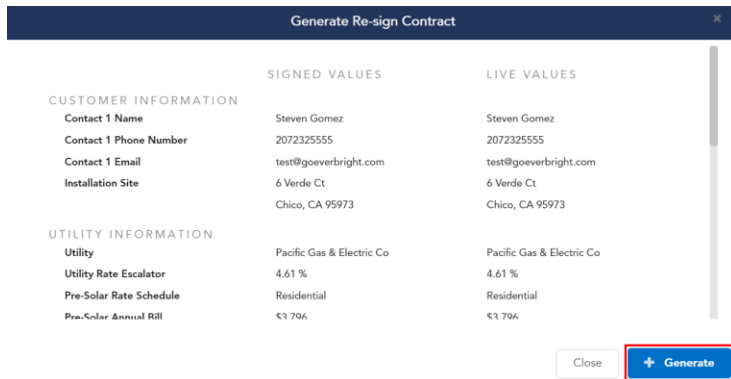 Generate Re-sign Contract
SIGNED VALUES LIVE VALUES
CUSTOMER INFORMATION
Contact 1 Name Steven Gomez Steven Gomez
Contact 1 Phone Number 2072325555 2072325555
Contact 1 Email test@goeverbright.com test@goeverbright.com
Installation Site 6 Verde Ct 6 Verde Ct
Chico, CA 95973 Chico, CA 95973
UTILITY INFORMATION
Utility Pacific Gas & Electric Co Pacific Gas & Electric Co
Utility Rate Escalator 4.61 % 4.61 %
Pre-Solar Rate Schedule Residential Residential
Pre-Solar Annual Bill $3,796 $3,796
Close + Generate